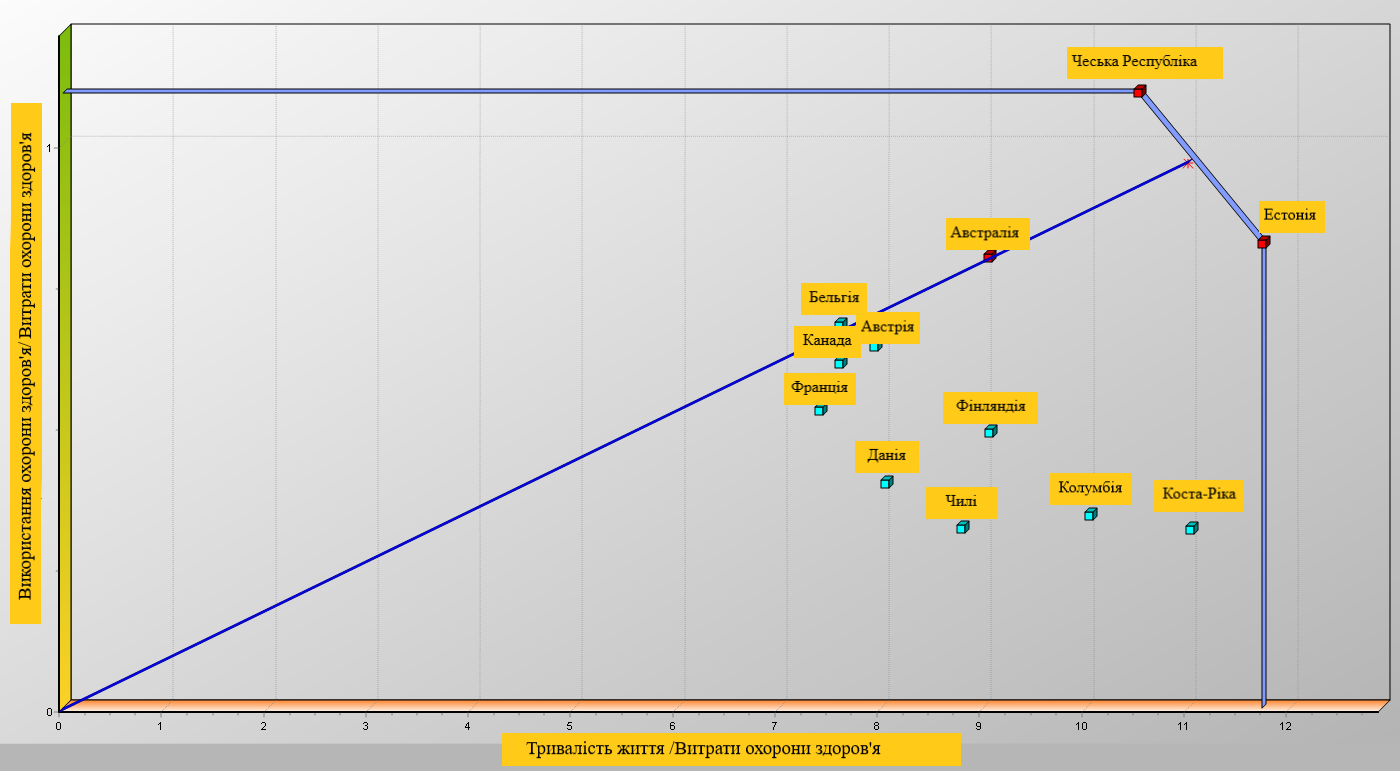 Чеська Республіка
Використання охорони здоров'я/ Витрати охорони здоров'я
1
Естонія
Австралія
Бельгія
Австрія
Канада
Франція
Фінляндія
Данія
Колумбія
Коста-Ріка
Чилі
0
0 1 2 3 4 5 6 7 8 9 10 11 12
Тривалість життя /Витрати охорони здоров'я